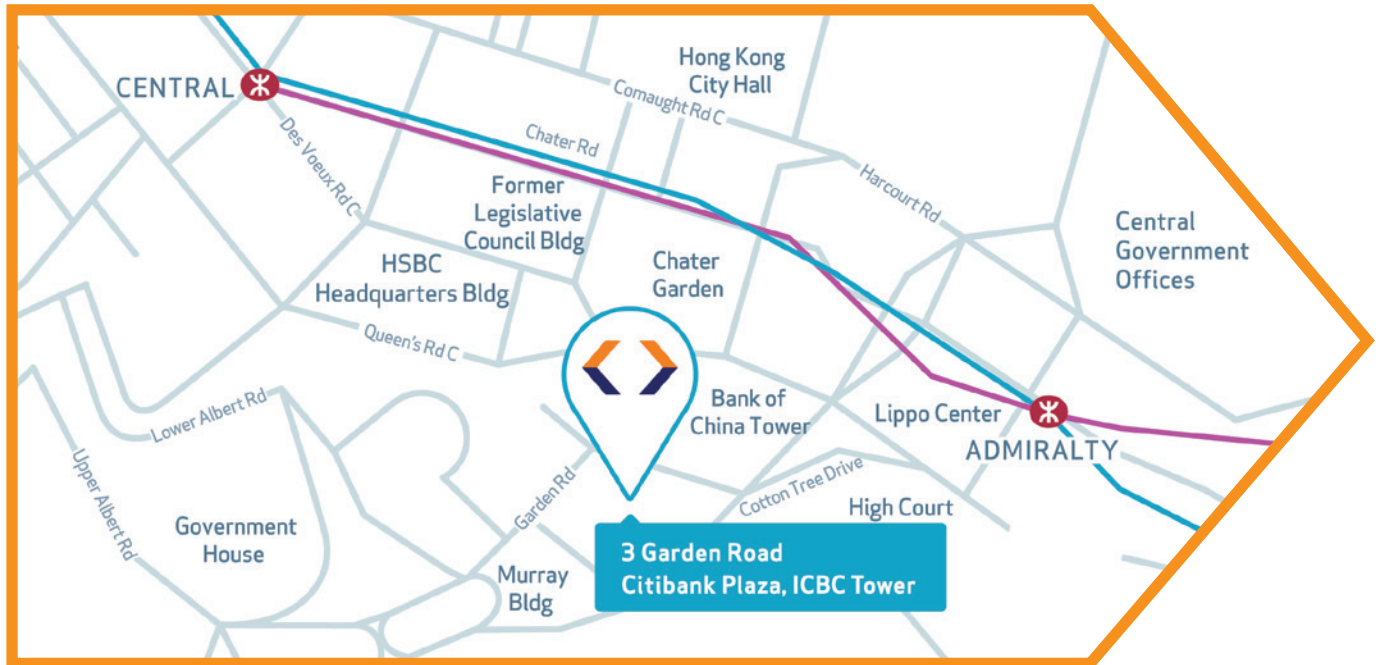 Hong Kong
City Hall
CENTRAL
Comaught Rd C
Des Voeux Rd C
Chater Rd
Harcourt Rd
Former
Legislative
Council Bldg
Central
Government
Offices
HSBC
Headquarters Bldg
Chater
Garden
Queen's Rd C
Bank of
China Tower
Lippo Center
ADMIRALTY
Lower Albert Rd
Upper Albert Rd
Garden Rd
Cotton Tree Drive
High Court
Government
House
3 Garden Road
Citibank Plaza, ICBC Tower
Murray
Bldg